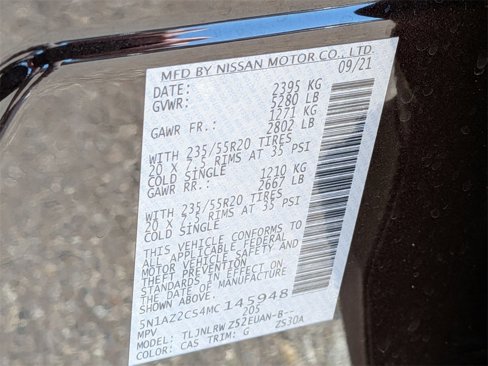 MFD BY NISSAN MOTOR CO., LTD.
DATE: 09/21
GVWR: 2395 KG
5280 LB
GAWR FR.: 1271 KG
2802 LB
WITH 235/55R20 TIRES
20 X 7.5 RIMS AT 35 PSI
COLD SINGLE
GAWR RR.: 1210 KG
2667 LB
WITH 235/55R20 TIRES
20 X 7.5 RIMS AT 35 PSI
COLD SINGLE
THIS VEHICLE CONFORMS TO
ALL APPLICABLE FEDERAL
MOTOR VEHICLE SAFETY AND
THEFT PREVENTION
STANDARDS IN EFFECT ON
THE DATE OF MANUFACTURE
SHOWN ABOVE.
5N1AZ2CS4MC 145948
MPV 205
MODEL: TLJNLRW Z52EUAN-B--
COLOR: CAS TRIM: G ZS30A